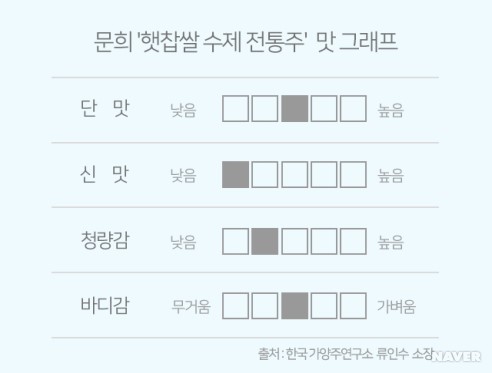 문희 '햇찹쌀 수제 전통주' 맛 그래프
단 맛 낮음 높음
신 맛 낮음 높음
청량감 낮음 높음
바디감 무거움 가벼움
출처 : 한국가양주연구소 류인수 소장
NAVER